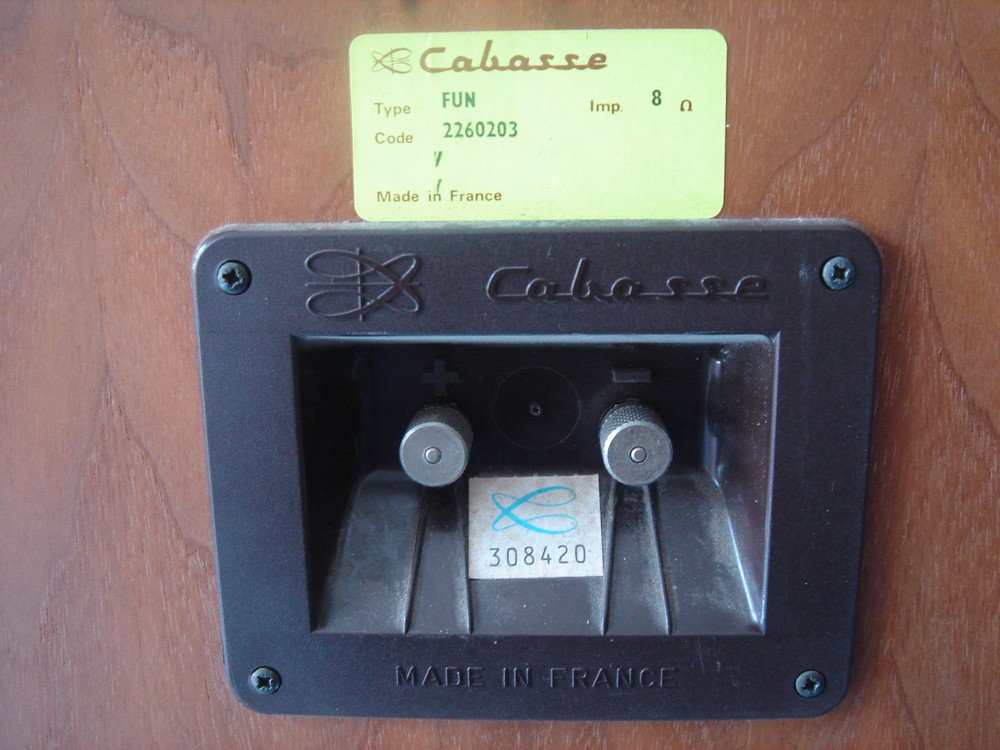 Cabasse
Type FUN Imp. 8 Ω
Code 2260203
Made in France
Cabasse
+ -
308420
MADE IN FRANCE